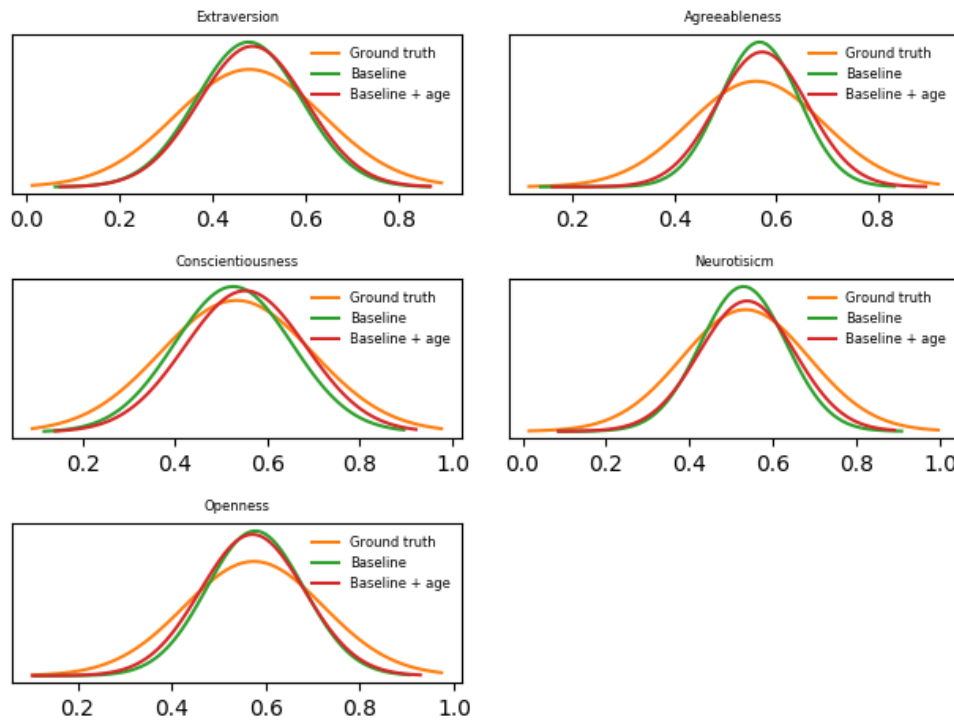 Extraversion
Ground truth
Baseline
Baseline + age
0.0 0.2 0.4 0.6 0.8
Agreeableness
Ground truth
Baseline
Baseline + age
0.2 0.4 0.6 0.8
Conscientiousness
Ground truth
Baseline
Baseline + age
0.2 0.4 0.6 0.8 1.0
Neurotisicm
Ground truth
Baseline
Baseline + age
0.0 0.2 0.4 0.6 0.8 1.0
Openness
Ground truth
Baseline
Baseline + age
0.2 0.4 0.6 0.8 1.0